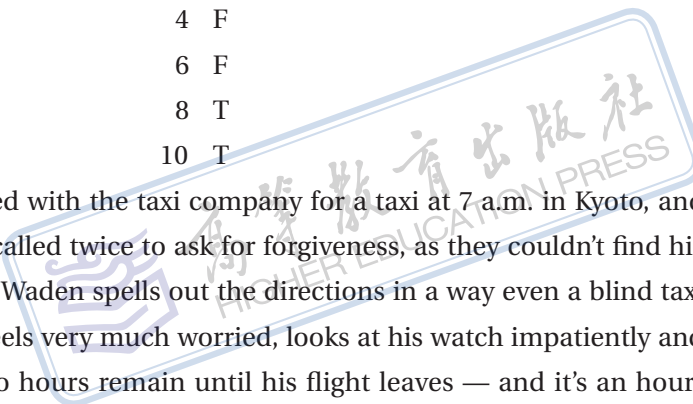 4 F
6 F
8 T
10 T
ed with the taxi company for a taxi at 7 a.m. in Kyoto, and
called twice to ask for forgiveness, as they couldn't find hi
Waden spells out the directions in a way even a blind tax
eels very much worried, looks at his watch impatiently and
o hours remain until his flight leaves — and it's an hour
高等教育出版社
HIGHER EDUCATION PRESS